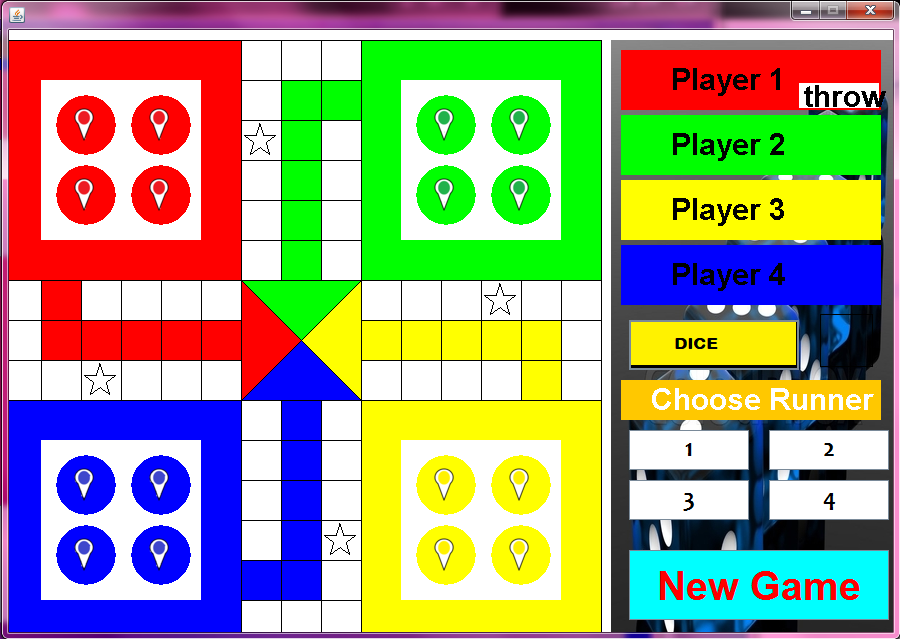 Player 1
throw
Player 2
Player 3
Player 4
DICE
Choose Runner
1 2
3 4
New Game